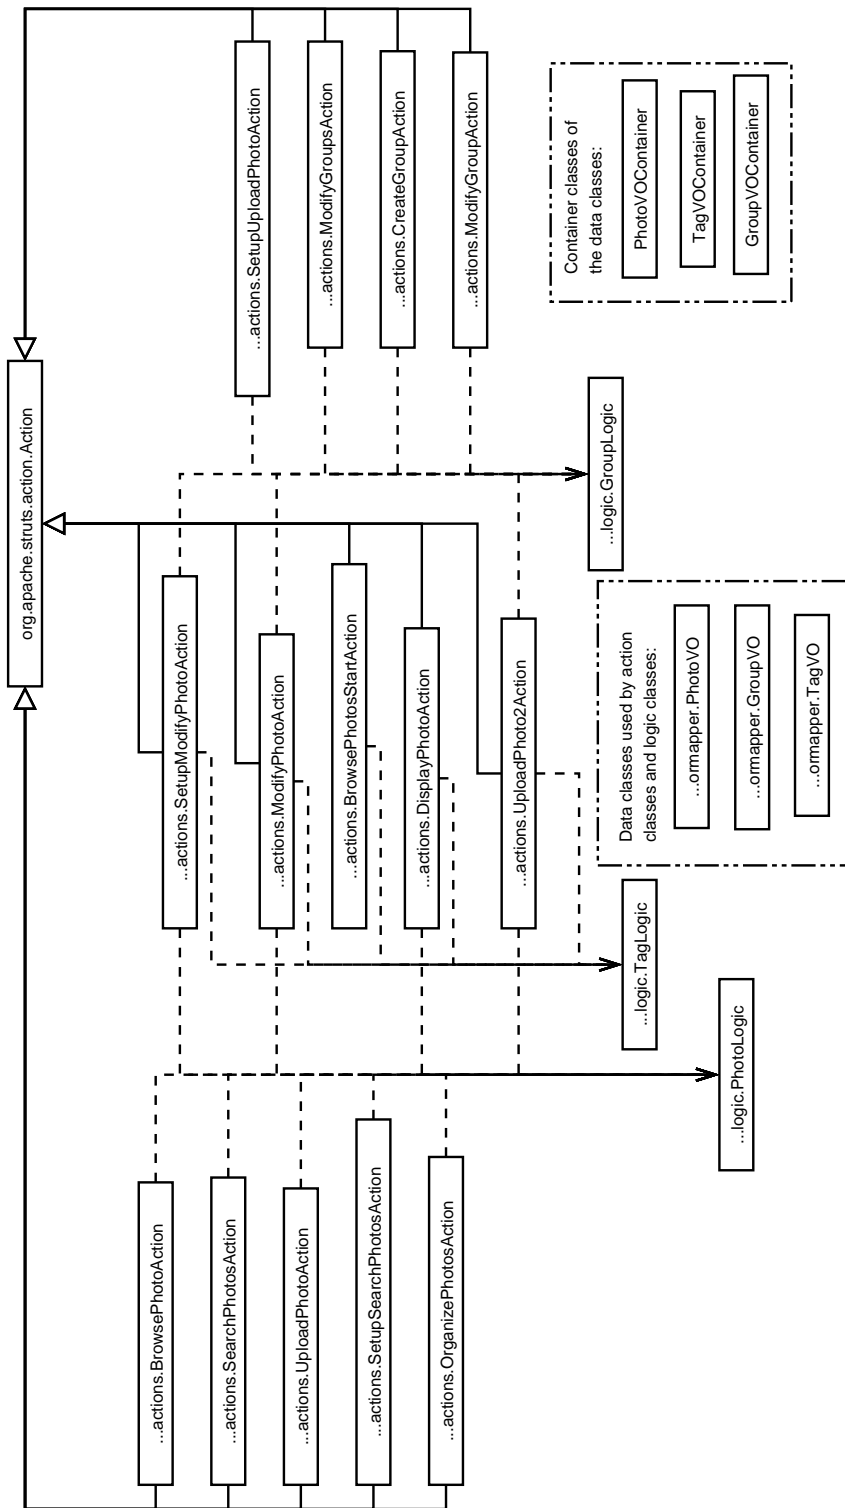 org.apache.struts.action.Action
...actions.BrowsePhotoAction
...actions.SearchPhotosAction
...actions.UploadPhotoAction
...actions.SetupSearchPhotosAction
...actions.OrganizePhotosAction
...actions.SetupModifyPhotoAction
...actions.ModifyPhotoAction
...actions.BrowsePhotosStartAction
...actions.DisplayPhotoAction
...actions.UploadPhoto2Action
...actions.SetupUploadPhotoAction
...actions.ModifyGroupsAction
...actions.CreateGroupAction
...actions.ModifyGroupAction
...logic.PhotoLogic
...logic.TagLogic
...logic.GroupLogic
Data classes used by action
classes and logic classes:
...ormapper.PhotoVO
...ormapper.GroupVO
...ormapper.TagVO
Container classes of
the data classes:
PhotoVOContainer
TagVOContainer
GroupVOContainer